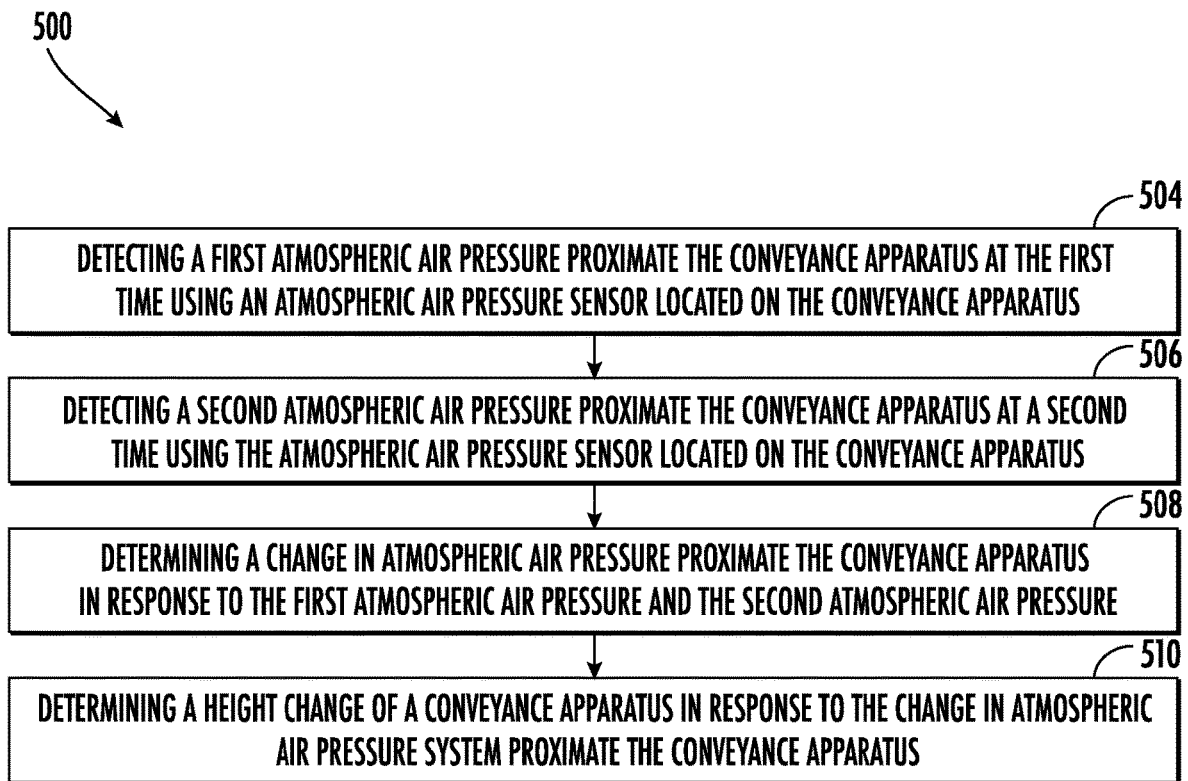 500
504
DETECTING A FIRST ATMOSPHERIC AIR PRESSURE PROXIMATE THE CONVEYANCE APPARATUS AT THE FIRST
TIME USING AN ATMOSPHERIC AIR PRESSURE SENSOR LOCATED ON THE CONVEYANCE APPARATUS
506
DETECTING A SECOND ATMOSPHERIC AIR PRESSURE PROXIMATE THE CONVEYANCE APPARATUS AT A SECOND
TIME USING THE ATMOSPHERIC AIR PRESSURE SENSOR LOCATED ON THE CONVEYANCE APPARATUS
508
DETERMINING A CHANGE IN ATMOSPHERIC AIR PRESSURE PROXIMATE THE CONVEYANCE APPARATUS
IN RESPONSE TO THE FIRST ATMOSPHERIC AIR PRESSURE AND THE SECOND ATMOSPHERIC AIR PRESSURE
510
DETERMINING A HEIGHT CHANGE OF A CONVEYANCE APPARATUS IN RESPONSE TO THE CHANGE IN ATMOSPHERIC
AIR PRESSURE SYSTEM PROXIMATE THE CONVEYANCE APPARATUS